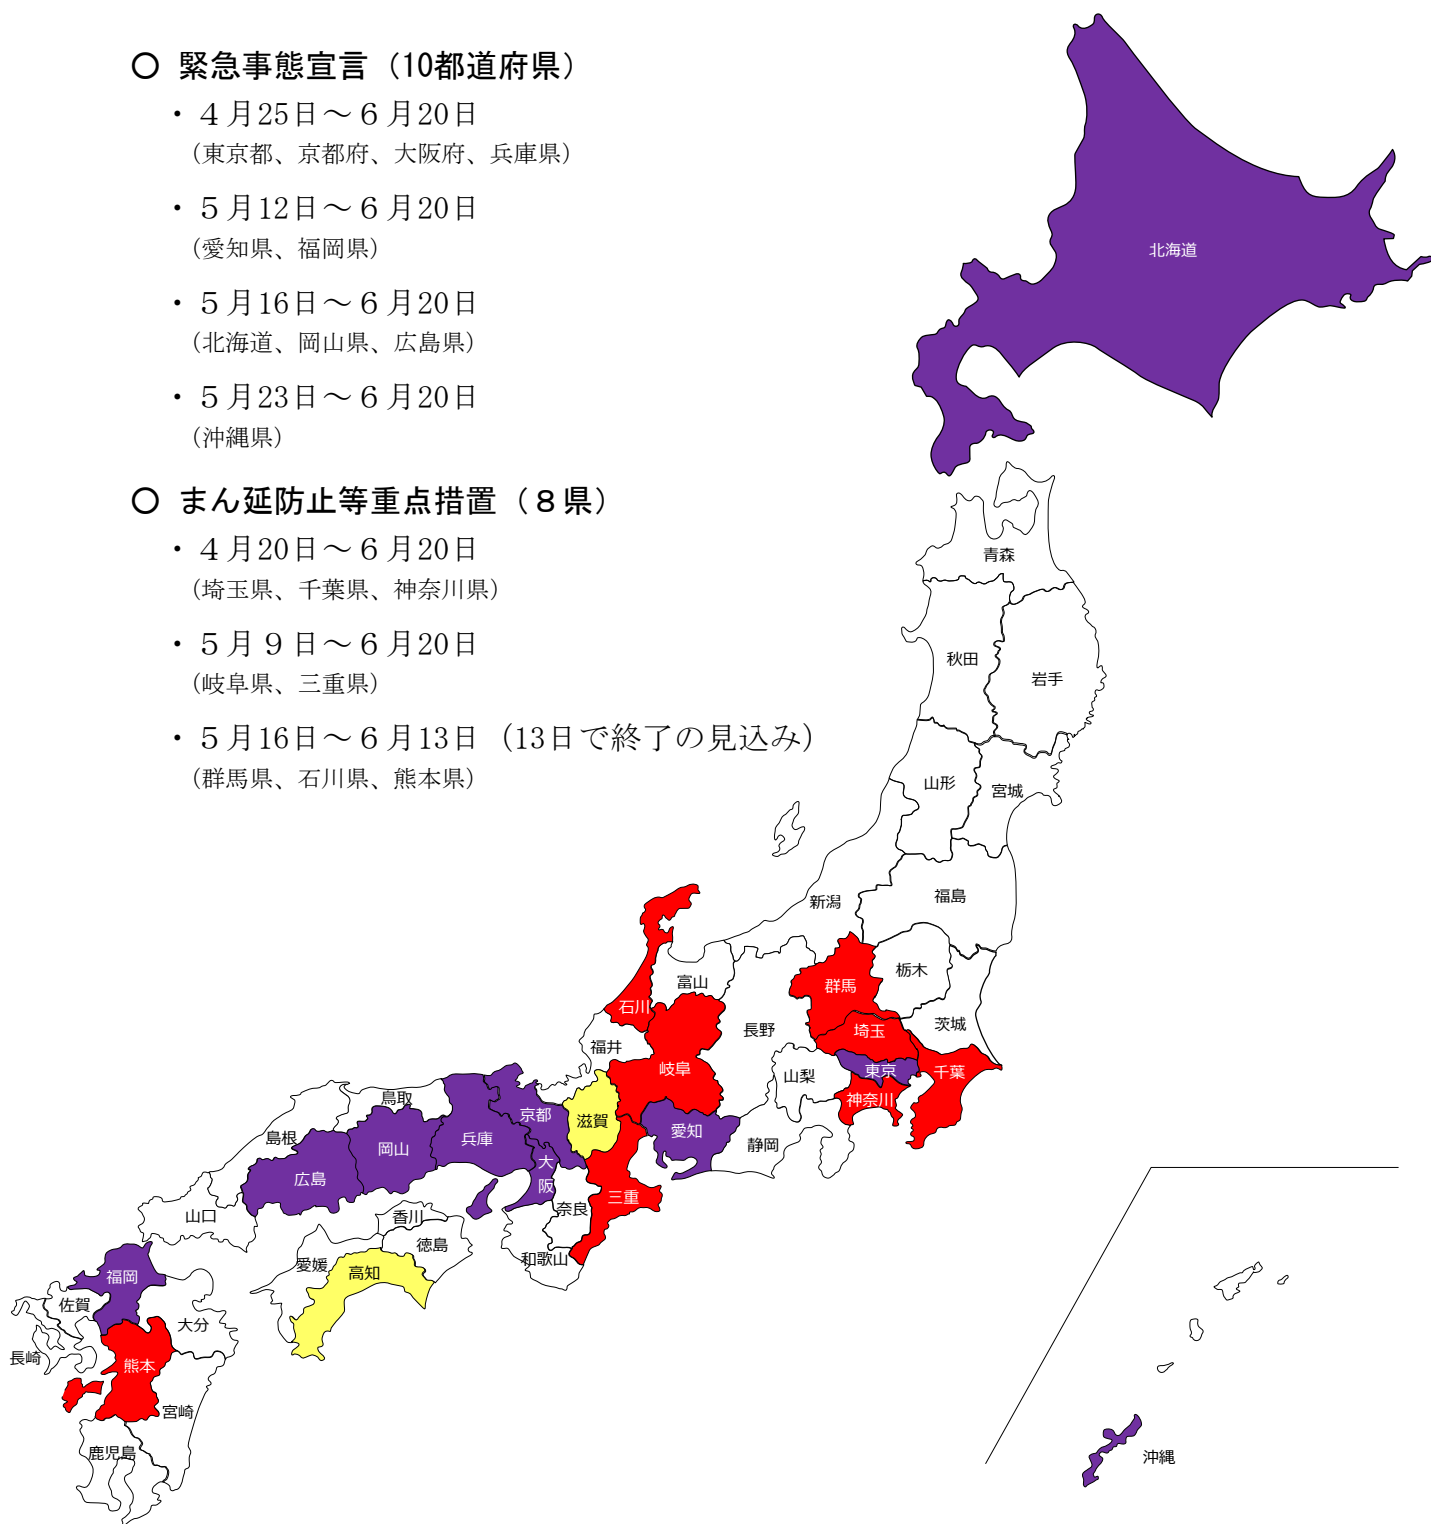 ○ 緊急事態宣言（10都道府県）
・４月25日～６月20日
（東京都、京都府、大阪府、兵庫県）
・５月12日～６月20日
（愛知県、福岡県）
・５月16日～６月20日
（北海道、岡山県、広島県）
・５月23日～６月20日
（沖縄県）
○ まん延防止等重点措置（８県）
・４月20日～６月20日
（埼玉県、千葉県、神奈川県）
・５月９日～６月20日
（岐阜県、三重県）
・５月16日～６月13日（13日で終了の見込み）
（群馬県、石川県、熊本県）
北海道
青森
秋田
岩手
山形
宮城
福島
新潟
栃木
群馬
富山
石川
茨城
長野
埼玉
福井
岐阜
山梨
東京
千葉
神奈川
鳥取
京都
滋賀
愛知
静岡
島根
岡山
兵庫
大阪
広島
三重
奈良
山口
香川
徳島
和歌山
愛媛
高知
福岡
佐賀
大分
長崎
熊本
宮崎
鹿児島
沖縄